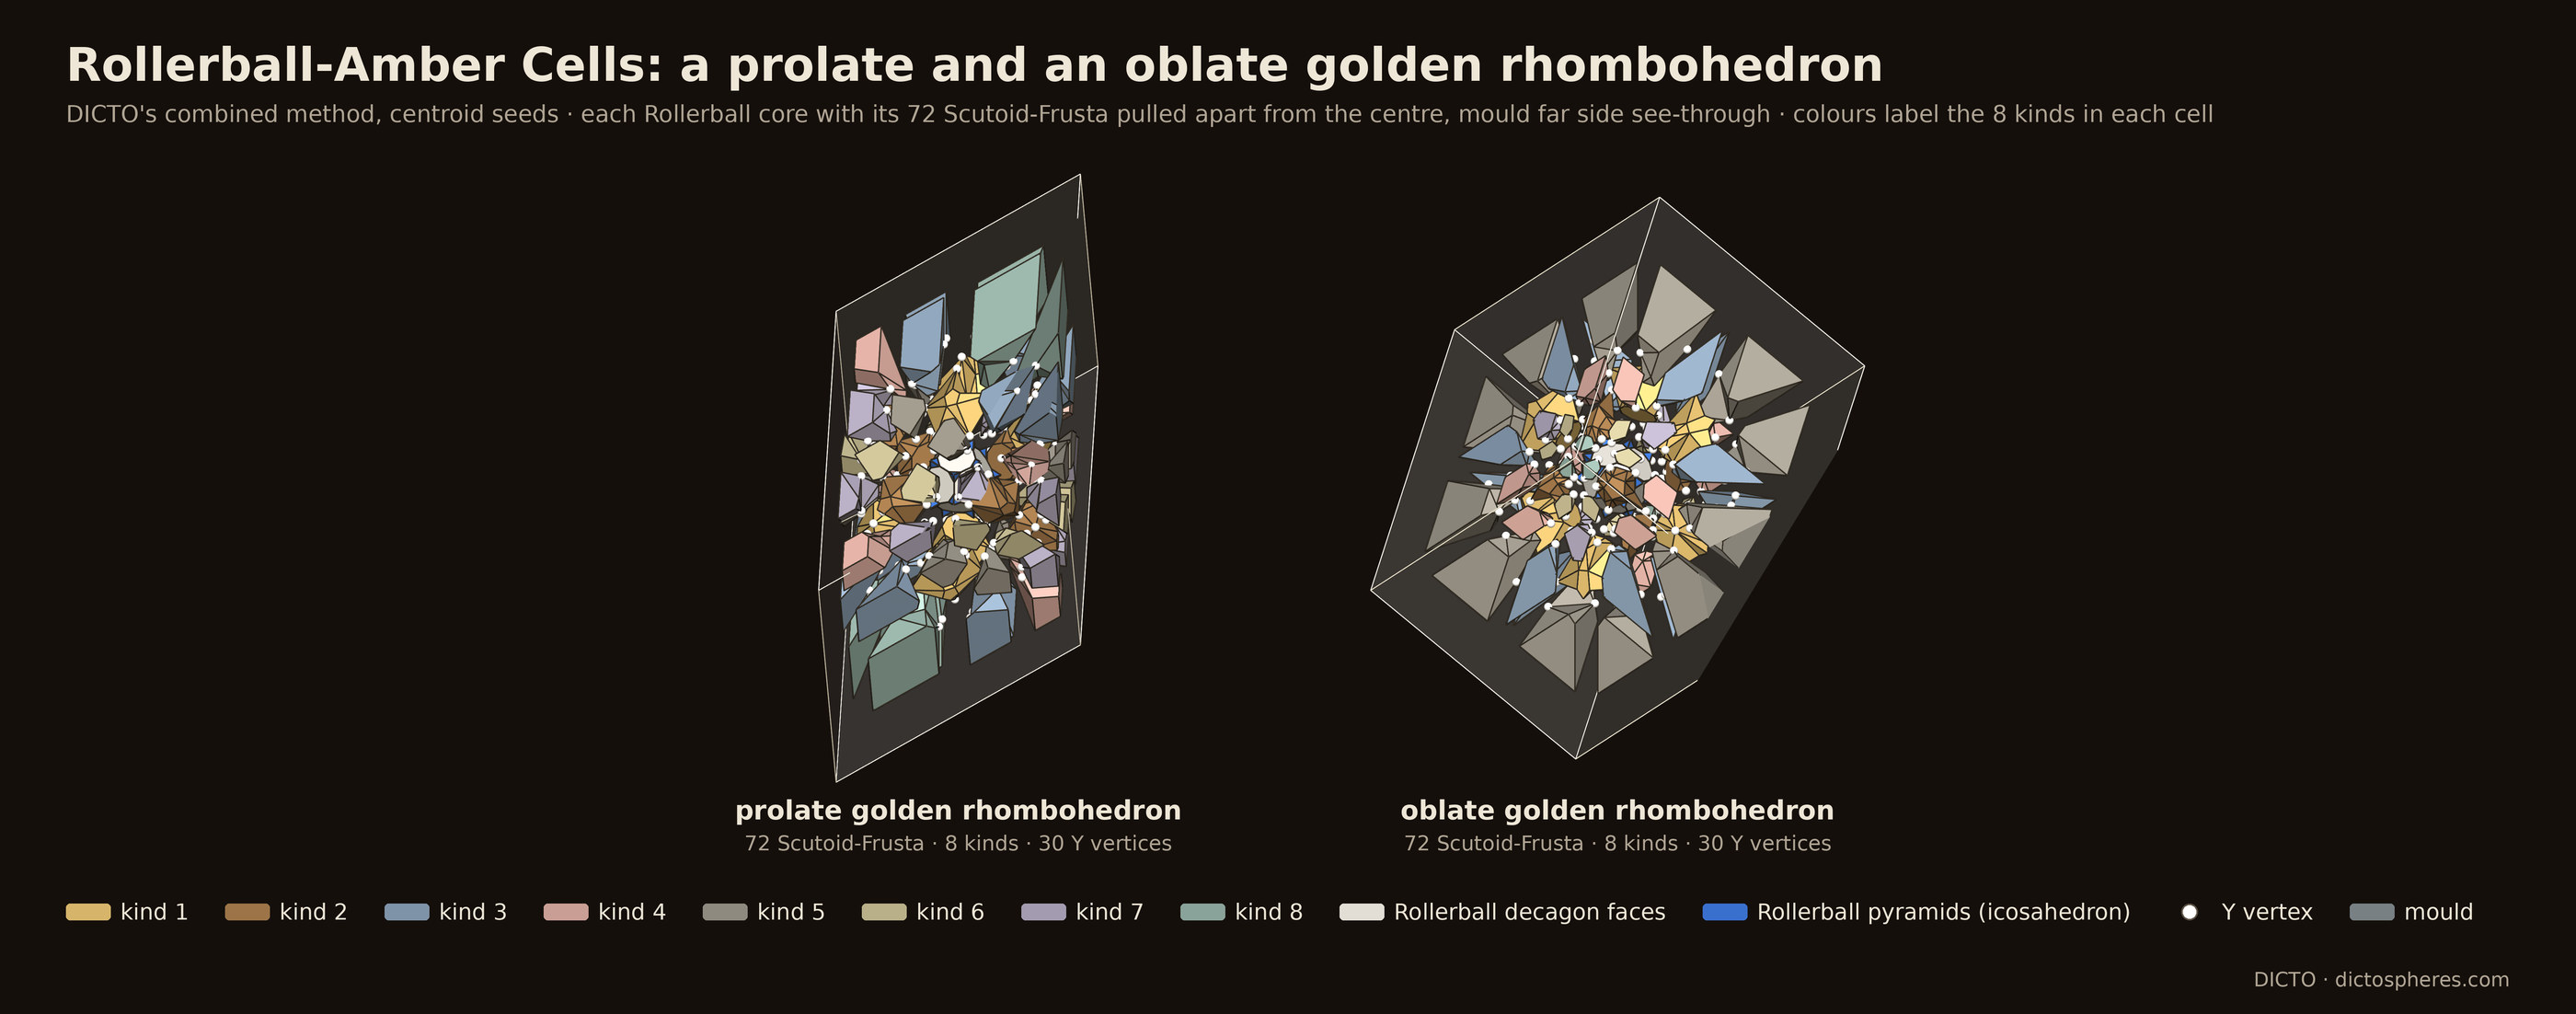 Rollerball-Amber Cells: a prolate and an oblate golden rhombohedron
DICTO's combined method, centroid seeds · each Rollerball core with its 72 Scutoid-Frusta pulled apart from the centre, mould far side see-through · colours label the 8 kinds in each cell
prolate golden rhombohedron
72 Scutoid-Frusta · 8 kinds · 30 Y vertices
oblate golden rhombohedron
72 Scutoid-Frusta · 8 kinds · 30 Y vertices
kind 1 kind 2 kind 3 kind 4 kind 5 kind 6 kind 7 kind 8 Rollerball decagon faces Rollerball pyramids (icosahedron) Y vertex mould
DICTO · dictospheres.com